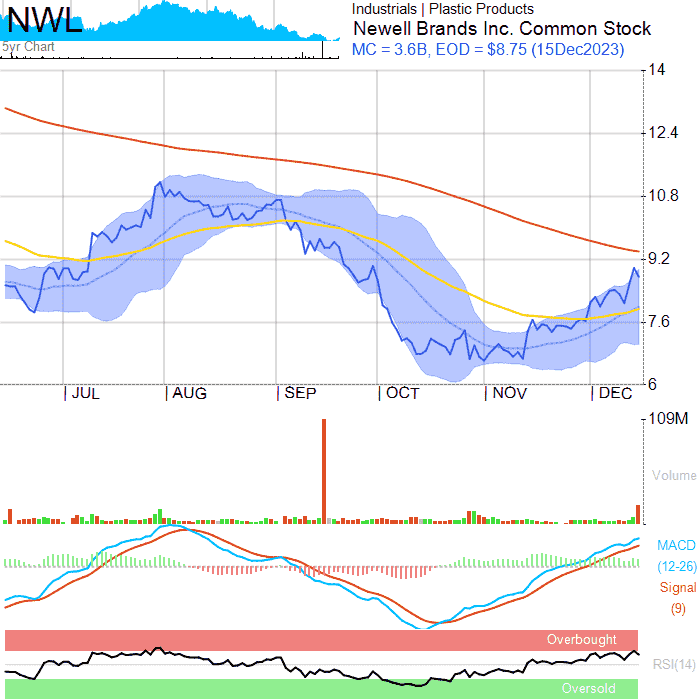 NWL
5yr Chart
Industrials | Plastic Products
Newell Brands Inc. Common Stock
MC = 3.6B, EOD = $8.75 (15Dec2023)
14
12.4
10.8
9.2
7.6
6
| JUL | AUG | SEP | OCT | NOV | DEC
109M
Volume
MACD
(12-26)
Signal
(9)
Overbought
RSI(14)
Oversold